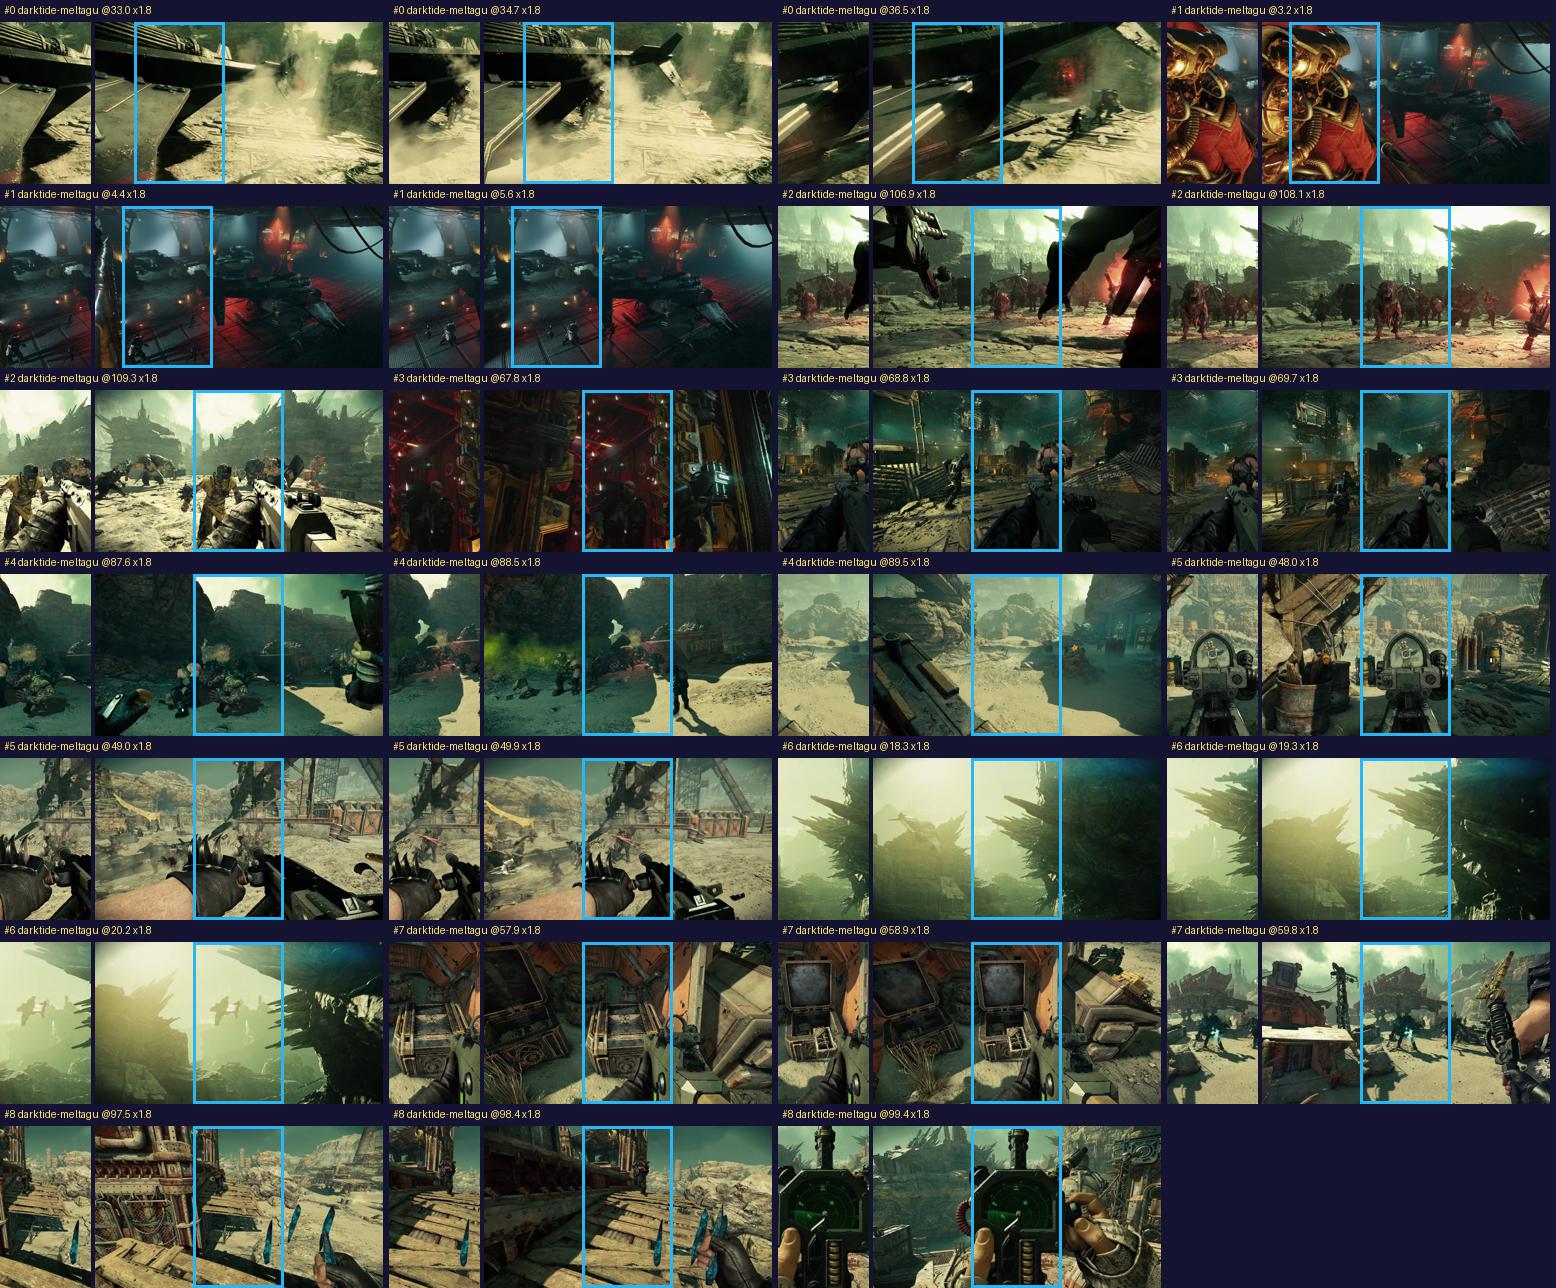 #0 darktide-meltagu @33.0 x1.8
#0 darktide-meltagu @34.7 x1.8
#0 darktide-meltagu @36.5 x1.8
#1 darktide-meltagu @3.2 x1.8
#1 darktide-meltagu @4.4 x1.8
#1 darktide-meltagu @5.6 x1.8
#2 darktide-meltagu @106.9 x1.8
#2 darktide-meltagu @108.1 x1.8
#2 darktide-meltagu @109.3 x1.8
#3 darktide-meltagu @67.8 x1.8
#3 darktide-meltagu @68.8 x1.8
#3 darktide-meltagu @69.7 x1.8
#4 darktide-meltagu @87.6 x1.8
#4 darktide-meltagu @88.5 x1.8
#4 darktide-meltagu @89.5 x1.8
#5 darktide-meltagu @48.0 x1.8
#5 darktide-meltagu @49.0 x1.8
#5 darktide-meltagu @49.9 x1.8
#6 darktide-meltagu @18.3 x1.8
#6 darktide-meltagu @19.3 x1.8
#6 darktide-meltagu @20.2 x1.8
#7 darktide-meltagu @57.9 x1.8
#7 darktide-meltagu @58.9 x1.8
#7 darktide-meltagu @59.8 x1.8
#8 darktide-meltagu @97.5 x1.8
#8 darktide-meltagu @98.4 x1.8
#8 darktide-meltagu @99.4 x1.8